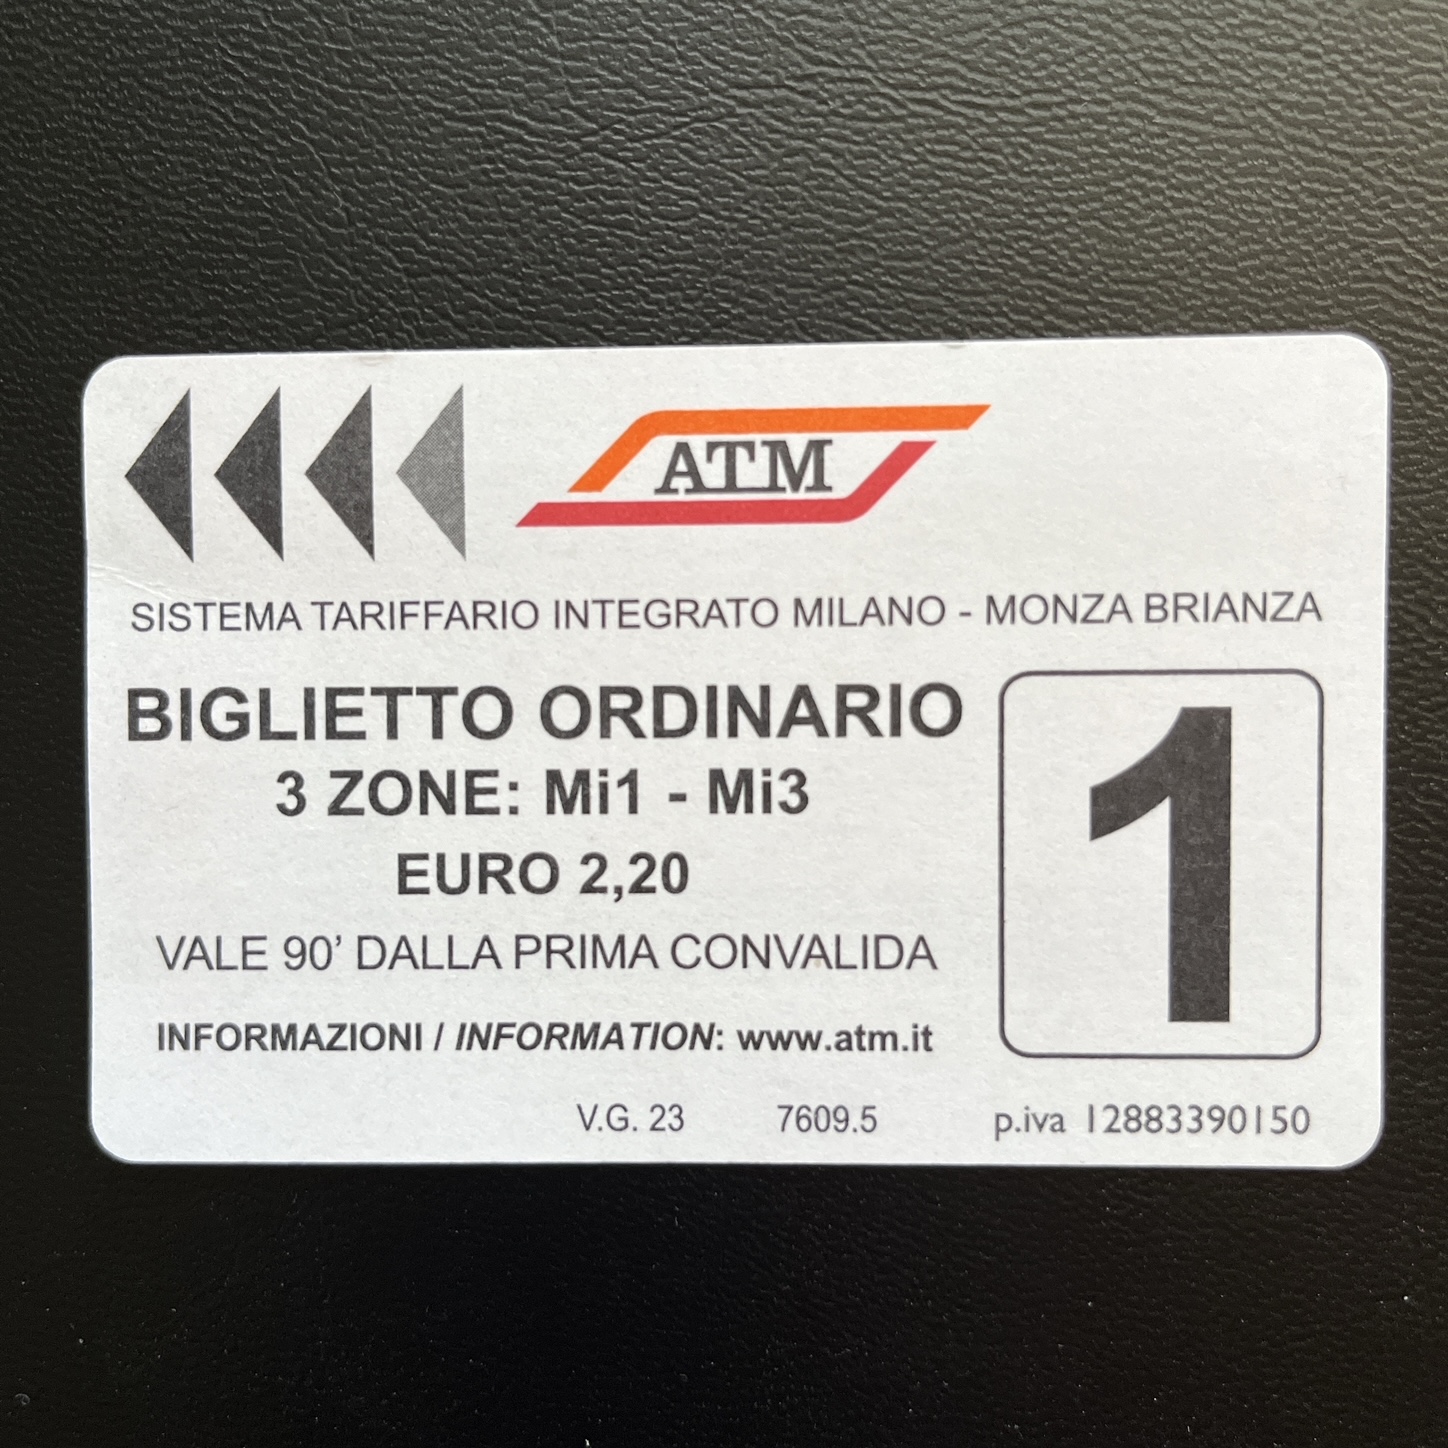 ATM
SISTEMA TARIFFARIO INTEGRATO MILANO - MONZA BRIANZA
BIGLIETTO ORDINARIO
3 ZONE: Mi1 - Mi3
EURO 2,20
VALE 90’ DALLA PRIMA CONVALIDA
INFORMAZIONI / INFORMATION: www.atm.it
1
V.G. 23 7609.5 p.iva 12883390150